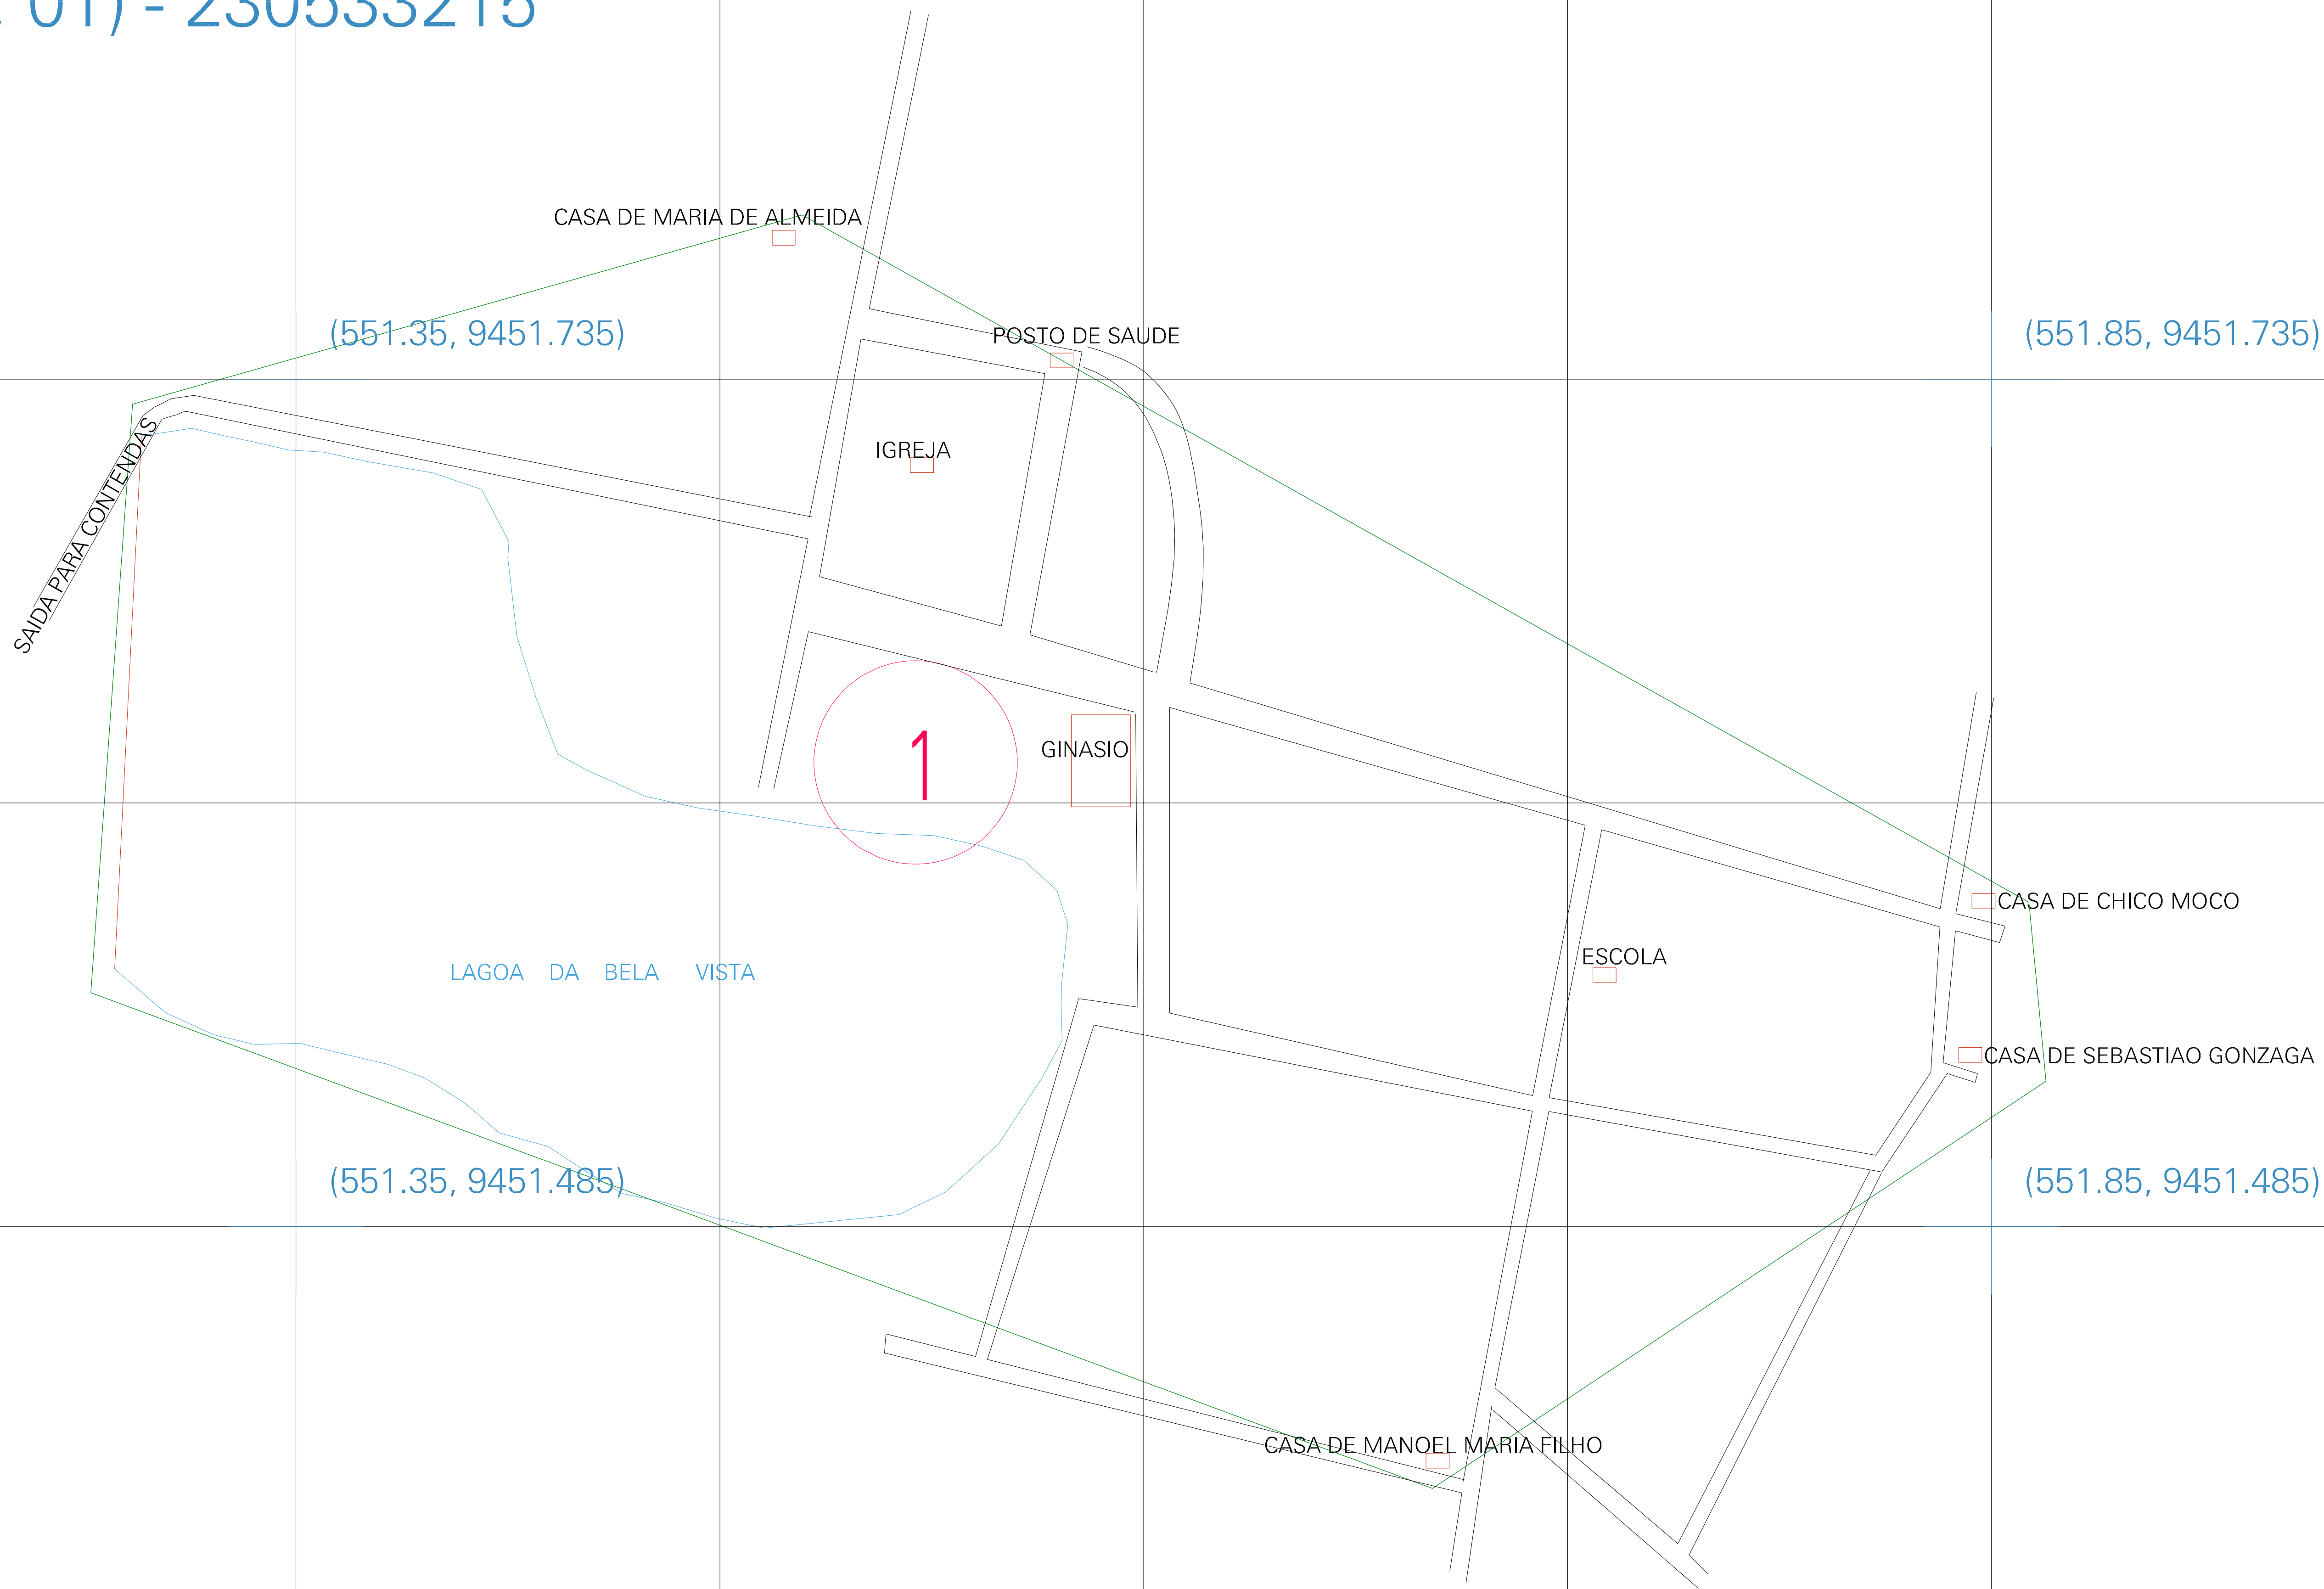 01) - 230533215
CASA DE MARIA DE ALMEIDA
(551.35, 9451.735)
POSTO DE SAUDE
(551.85, 9451.735)
IGREJA
SAIDA PARA CONTENDAS
1
GINASIO
CASA DE CHICO MOCO
ESCOLA
LAGOA DA BELA VISTA
CASA DE SEBASTIAO GONZAGA
(551.35, 9451.485)
(551.85, 9451.485)
CASA DE MANOEL MARIA FILHO